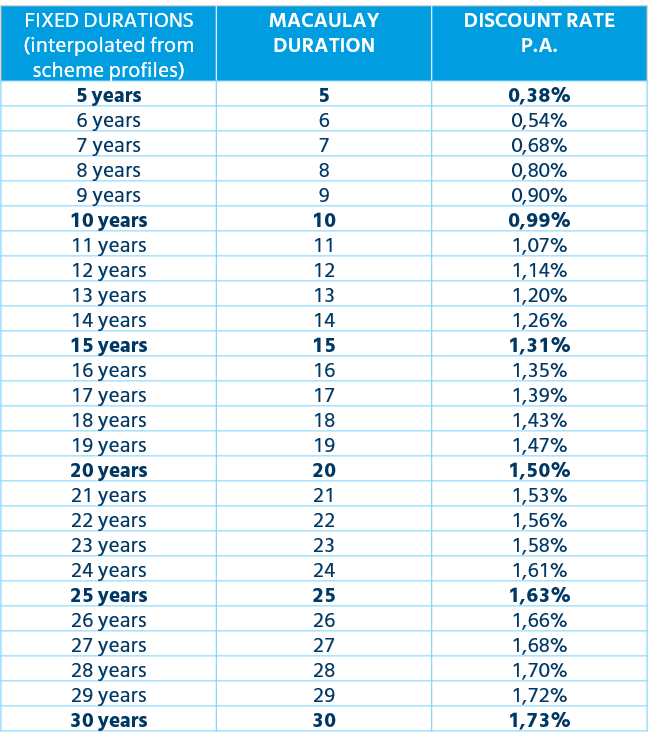 FIXED DURATIONS MACAULAY DISCOUNT RATE
(interpolated from DURATION P.A.
scheme profiles)
5 years 5 0,38%
6 years 6 0,54%
7 years 7 0,68%
8 years 8 0,80%
9 years 9 0,90%
10 years 10 0,99%
11 years 11 1,07%
12 years 12 1,14%
13 years 13 1,20%
14 years 14 1,26%
15 years 15 1,31%
16 years 16 1,35%
17 years 17 1,39%
18 years 18 1,43%
19 years 19 1,47%
20 years 20 1,50%
21 years 21 1,53%
22 years 22 1,56%
23 years 23 1,58%
24 years 24 1,61%
25 years 25 1,63%
26 years 26 1,66%
27 years 27 1,68%
28 years 28 1,70%
29 years 29 1,72%
30 years 30 1,73%